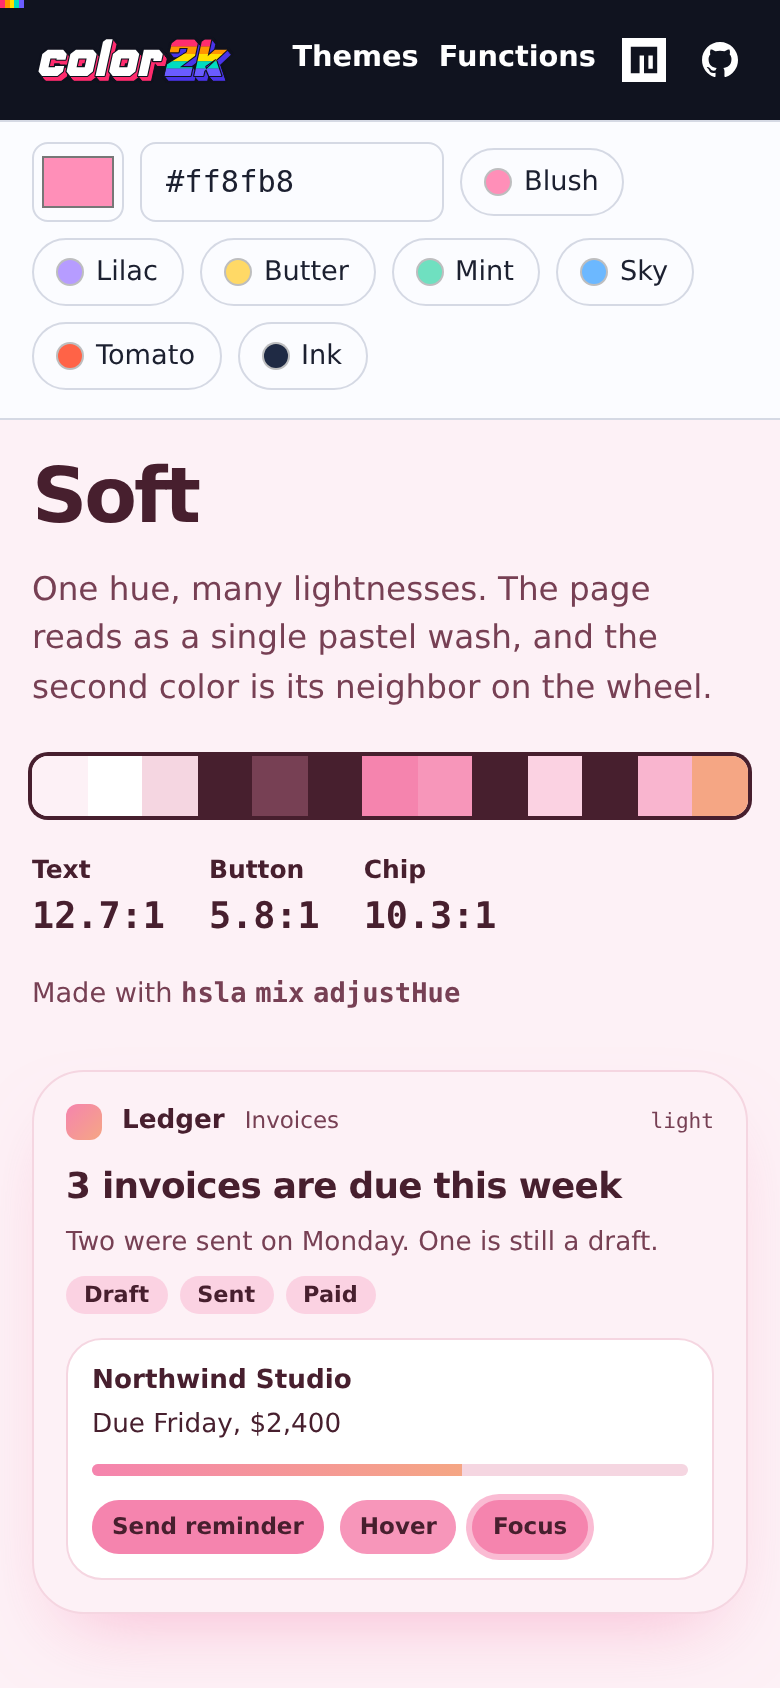 color2k Themes Functions
#ff8fb8 Blush
Lilac Butter Mint Sky
Tomato Ink
Soft
One hue, many lightnesses. The page
reads as a single pastel wash, and the
second color is its neighbor on the wheel.
Text Button Chip
12.7:1 5.8:1 10.3:1
Made with hsla mix adjustHue
Ledger Invoices light
3 invoices are due this week
Two were sent on Monday. One is still a draft.
Draft Sent Paid
Northwind Studio
Due Friday, $2,400
Send reminder Hover Focus